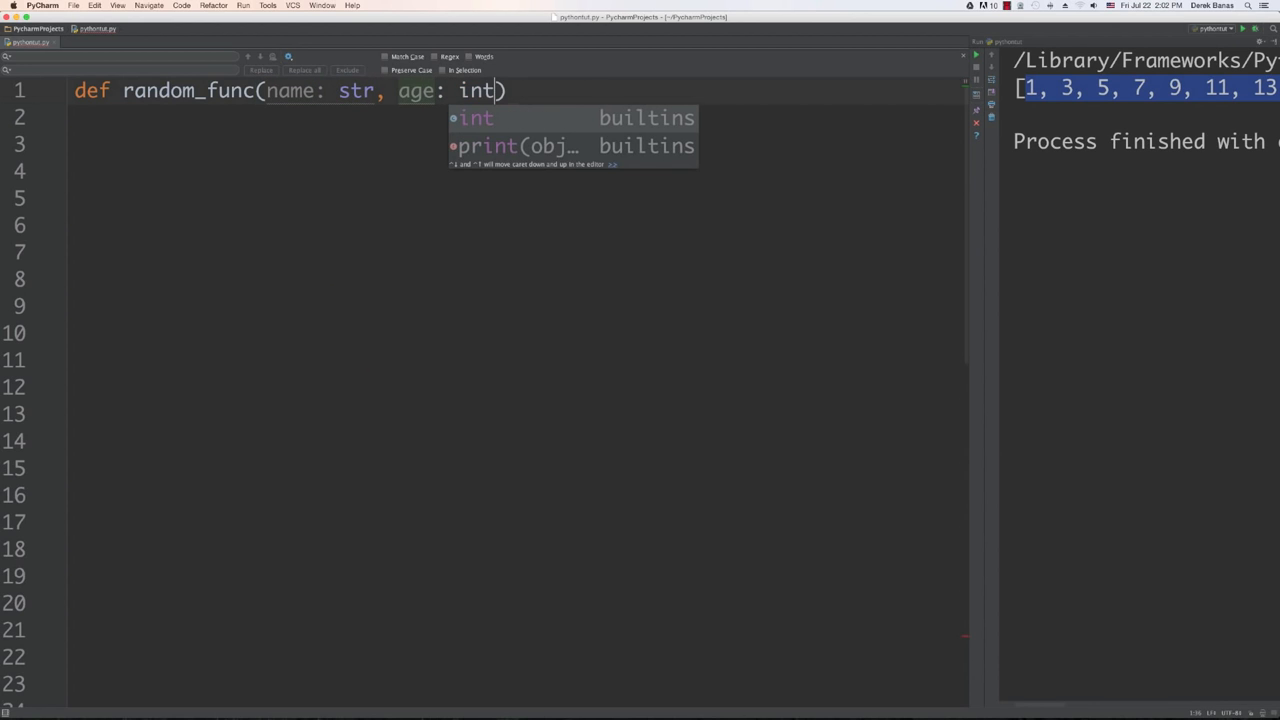 PyCharm File Edit View Navigate Code Refactor Run Tools VCS Window Help 10 Fri Jul 22 2:02 PM Derek Banas
pythontut.py - PycharmProjects - [~/PycharmProjects]
PycharmProjects pythontut.py pythontut
pythontut.py Run pythontut
Match Case Regex Words
Replace Replace all Exclude Preserve Case In Selection
1 def random_func(name: str, age: int)
int builtins
print(obj… builtins
^↓ and ^↑ will move caret down and up in the editor >>
2
3
4
5
6
7
8
9
10
11
12
13
14
15
16
17
18
19
20
21
22
23
/Library/Frameworks/Py
[1, 3, 5, 7, 9, 11, 13
Process finished with
1:36 LF÷ UTF-8÷